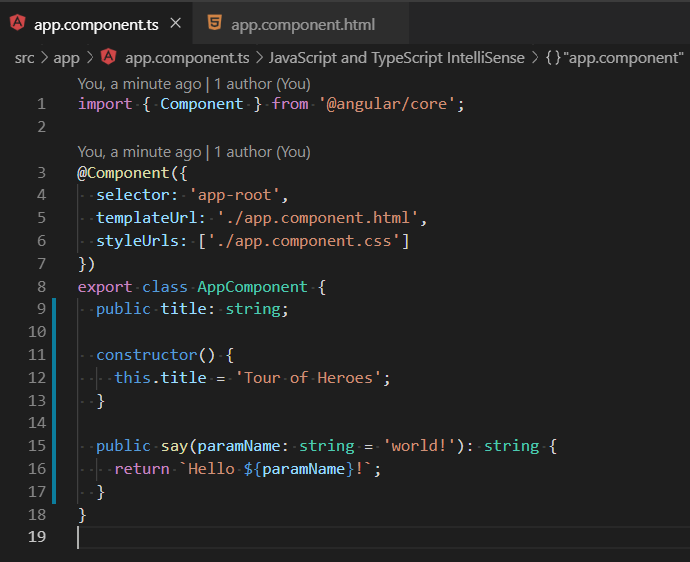 app.component.ts × app.component.html
src > app > app.component.ts > JavaScript and TypeScript IntelliSense > {} "app.component"
You, a minute ago | 1 author (You)
1 import { Component } from '@angular/core';
2
You, a minute ago | 1 author (You)
3 @Component({
4   selector: 'app-root',
5   templateUrl: './app.component.html',
6   styleUrls: ['./app.component.css']
7 })
8 export class AppComponent {
9   public title: string;
10
11   constructor() {
12     this.title = 'Tour of Heroes';
13   }
14
15   public say(paramName: string = 'world!'): string {
16     return `Hello ${paramName}!`;
17   }
18 }
19